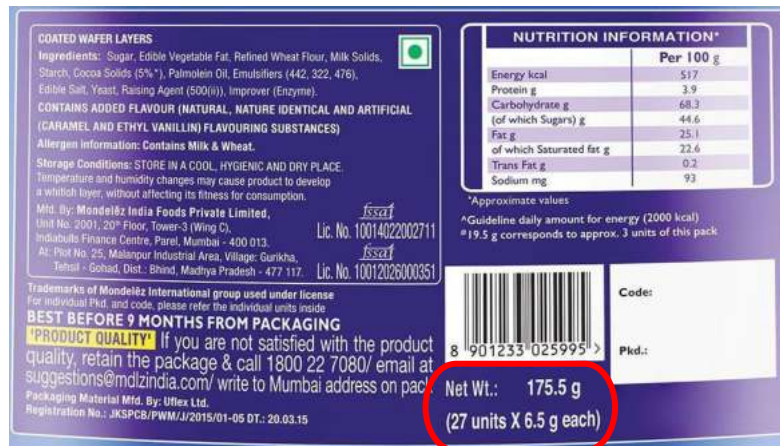 COATED WAFER LAYERS
Ingredients: Sugar, Edible Vegetable Fat, Refined Wheat Flour, Milk Solids,
Starch, Cocoa Solids (5%*), Palmolein Oil, Emulsifiers (442, 322, 476),
Edible Salt, Yeast, Raising Agent (500(ii)), Improver (Enzyme).
CONTAINS ADDED FLAVOUR (NATURAL, NATURE IDENTICAL AND ARTIFICIAL
(CARAMEL AND ETHYL VANILLIN) FLAVOURING SUBSTANCES)
Allergen Information: Contains Milk & Wheat.
Storage Conditions: STORE IN A COOL, HYGIENIC AND DRY PLACE.
Temperature and humidity changes may cause product to develop
a whitish layer, without affecting its fitness for consumption.
Mfd. By: Mondelēz India Foods Private Limited,
Unit No. 2001, 20th Floor, Tower-3 (Wing C),
Indiabulls Finance Centre, Parel, Mumbai - 400 013.
At: Plot No. 25, Malanpur Industrial Area, Village: Gurikha,
Tehsil - Gohad, Dist.: Bhind, Madhya Pradesh - 477 117.
fssai
Lic. No. 10014022002711
fssai
Lic. No. 10012026000351
Trademarks of Mondelēz International group used under license
For individual Pkd. and code, please refer the individual units inside
BEST BEFORE 9 MONTHS FROM PACKAGING
'PRODUCT QUALITY' If you are not satisfied with the product
quality, retain the package & call 1800 22 7080/ email at
suggestions@mdlzindia.com/ write to Mumbai address on pack
Packaging Material Mfd. By: Uflex Ltd.
Registration No.: JKSPCB/PWM/J/2015/01-05 DT.: 20.03.15
NUTRITION INFORMATION*
Per 100 g
Energy kcal 517
Protein g 3.9
Carbohydrate g 68.3
(of which Sugars) g 44.6
Fat g 25.1
of which Saturated fat g 22.6
Trans Fat g 0.2
Sodium mg 93
*Approximate values
^Guideline daily amount for energy (2000 kcal)
#19.5 g corresponds to approx. 3 units of this pack
8 901233 025995 >
Code:
Pkd.:
Net Wt.: 175.5 g
(27 units X 6.5 g each)